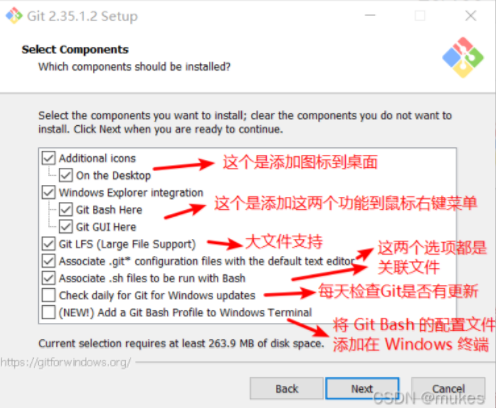 Git 2.35.1.2 Setup
Select Components
Which components should be installed?
Select the components you want to install; clear the components you do not want to
install. Click Next when you are ready to continue.
Additional icons
On the Desktop
这个是添加图标到桌面
Windows Explorer integration
Git Bash Here
这个是添加这两个功能到鼠标右键菜单
Git GUI Here
Git LFS (Large File Support)
大文件支持
Associate .git* configuration files with the default text editor
这两个选项都是
关联文件
Associate .sh files to be run with Bash
Check daily for Git for Windows updates
每天检查Git是否有更新
(NEW!) Add a Git Bash Profile to Windows Terminal
将 Git Bash 的配置文件
添加在 Windows 终端
Current selection requires at least 263.9 MB of disk space.
https://gitforwindows.org/
Back
Next
Cancel
CSDN @mukes